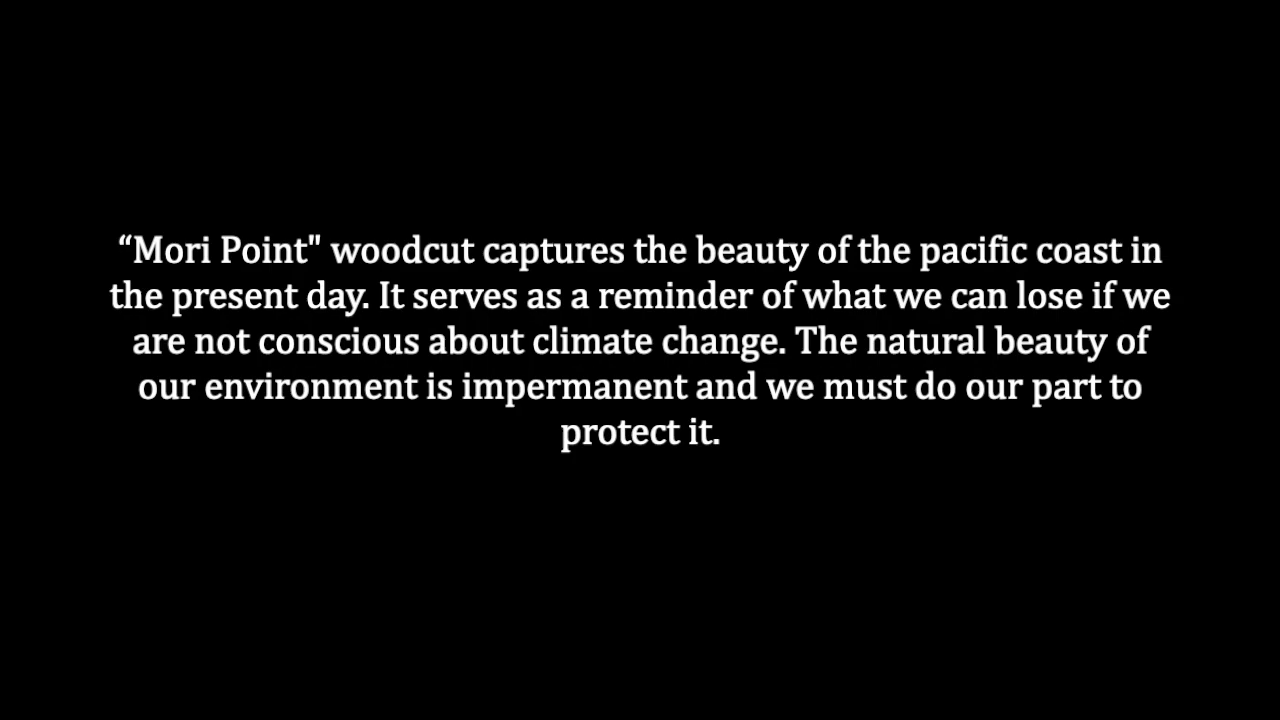 “Mori Point" woodcut captures the beauty of the pacific coast in
the present day. It serves as a reminder of what we can lose if we
are not conscious about climate change. The natural beauty of
our environment is impermanent and we must do our part to
protect it.